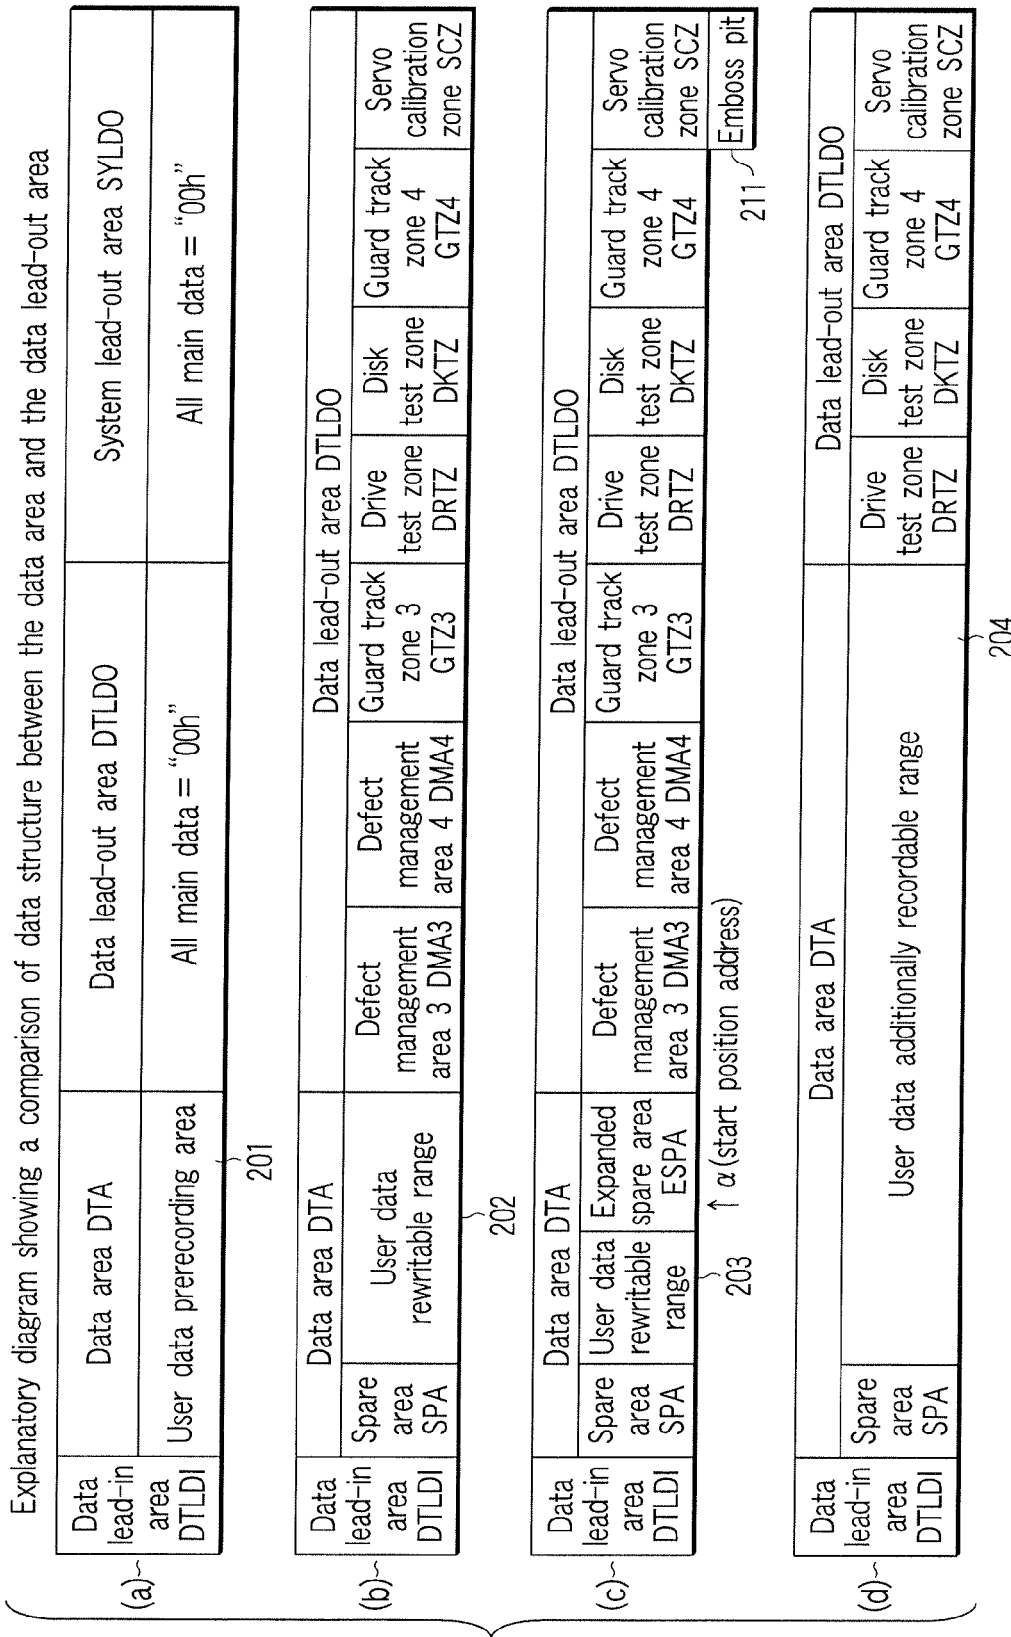 Explanatory diagram showing a comparison of data structure between the data area and the data lead-out area
(a)
Data
lead-in
area
DTLDI
Data area DTA
User data prerecording area
201
Data lead-out area DTLDO
All main data = "00h"
System lead-out area SYLDO
All main data = "00h"
(b)
Data
lead-in
area
DTLDI
Data area DTA
Spare
area
SPA
User data
rewritable range
202
Data lead-out area DTLDO
Defect
management
area 3 DMA3
Defect
management
area 4 DMA4
Guard track
zone 3
GTZ3
Drive
test zone
DRTZ
Disk
test zone
DKTZ
Guard track
zone 4
GTZ4
Servo
calibration
zone SCZ
(c)
Data
lead-in
area
DTLDI
Data area DTA
Spare
area
SPA
User data
rewritable
range
203
Expanded
spare area
ESPA
↑ α(start position address)
Data lead-out area DTLDO
Defect
management
area 3 DMA3
Defect
management
area 4 DMA4
Guard track
zone 3
GTZ3
Drive
test zone
DRTZ
Disk
test zone
DKTZ
Guard track
zone 4
GTZ4
Servo
calibration
zone SCZ
211
Emboss pit
(d)
Data
lead-in
area
DTLDI
Data area DTA
Spare
area
SPA
User data additionally recordable range
204
Data lead-out area DTLDO
Drive
test zone
DRTZ
Disk
test zone
DKTZ
Guard track
zone 4
GTZ4
Servo
calibration
zone SCZ